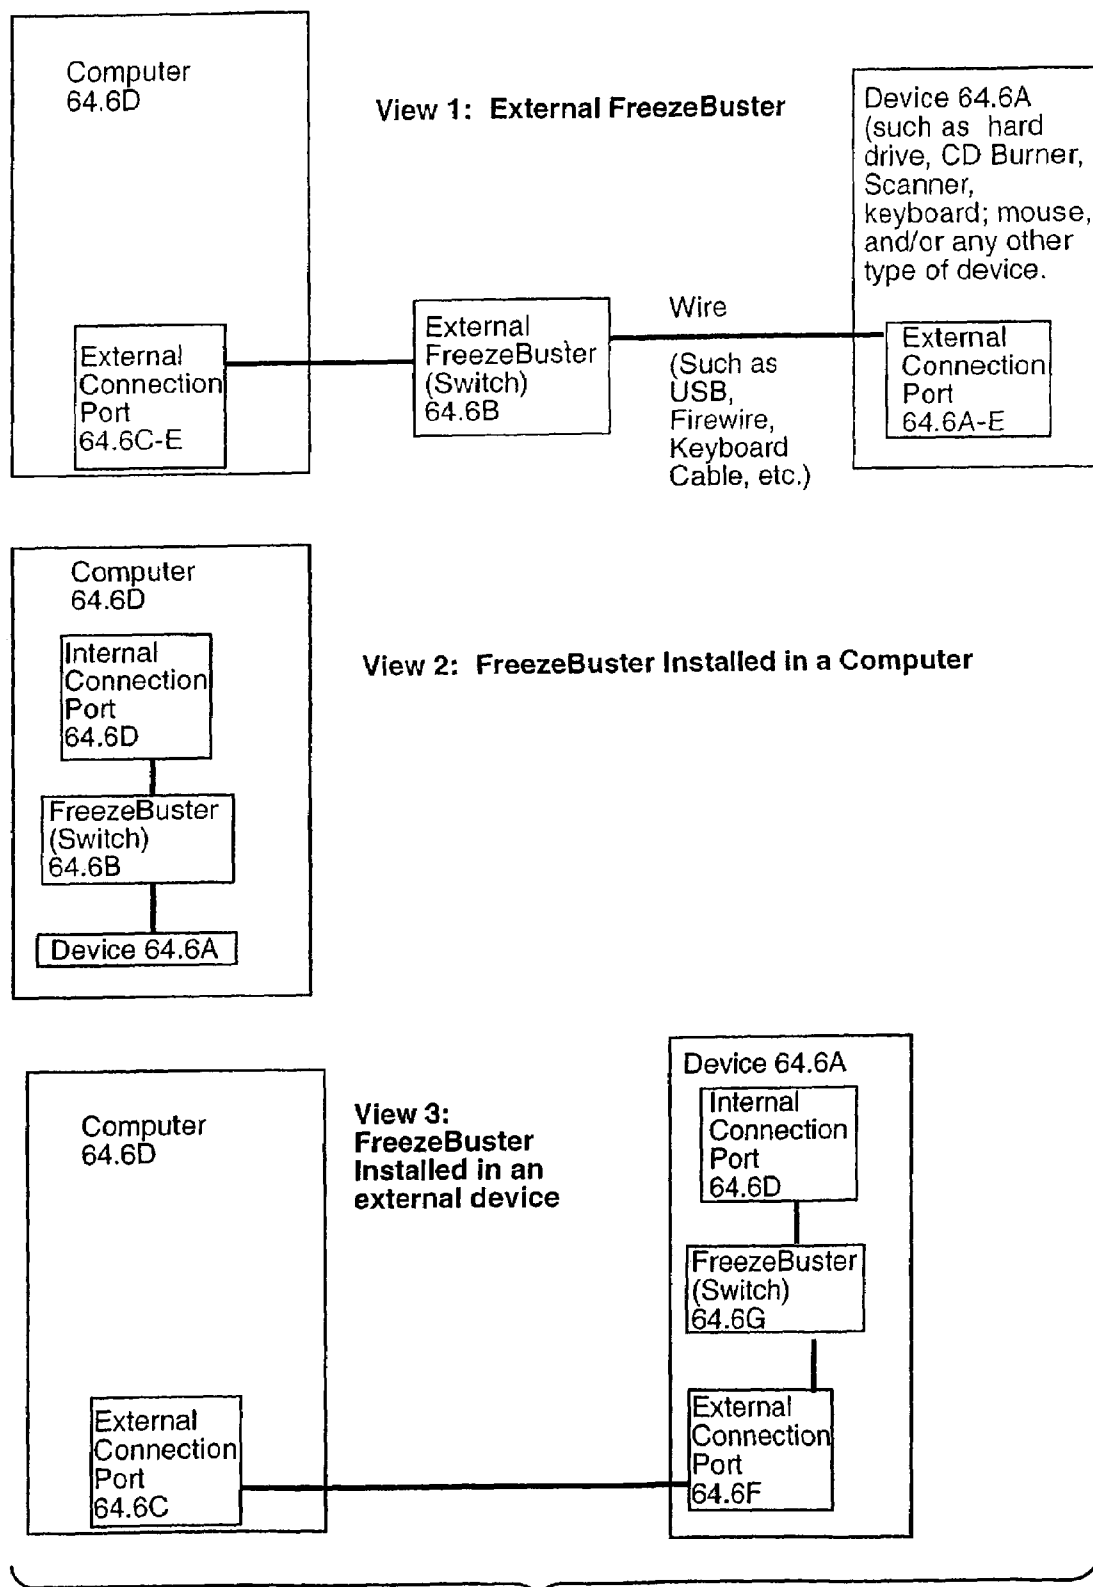 Computer
64.6D
View 1: External FreezeBuster
Device 64.6A
(such as hard
drive, CD Burner,
Scanner,
keyboard; mouse,
and/or any other
type of device.
External
Connection
Port
64.6C-E
External
FreezeBuster
(Switch)
64.6B
Wire
(Such as
USB,
Firewire,
Keyboard
Cable, etc.)
External
Connection
Port
64.6A-E
Computer
64.6D
Internal
Connection
Port
64.6D
FreezeBuster
(Switch)
64.6B
Device 64.6A
View 2: FreezeBuster Installed in a Computer
Computer
64.6D
External
Connection
Port
64.6C
View 3:
FreezeBuster
Installed in an
external device
Device 64.6A
Internal
Connection
Port
64.6D
FreezeBuster
(Switch)
64.6G
External
Connection
Port
64.6F